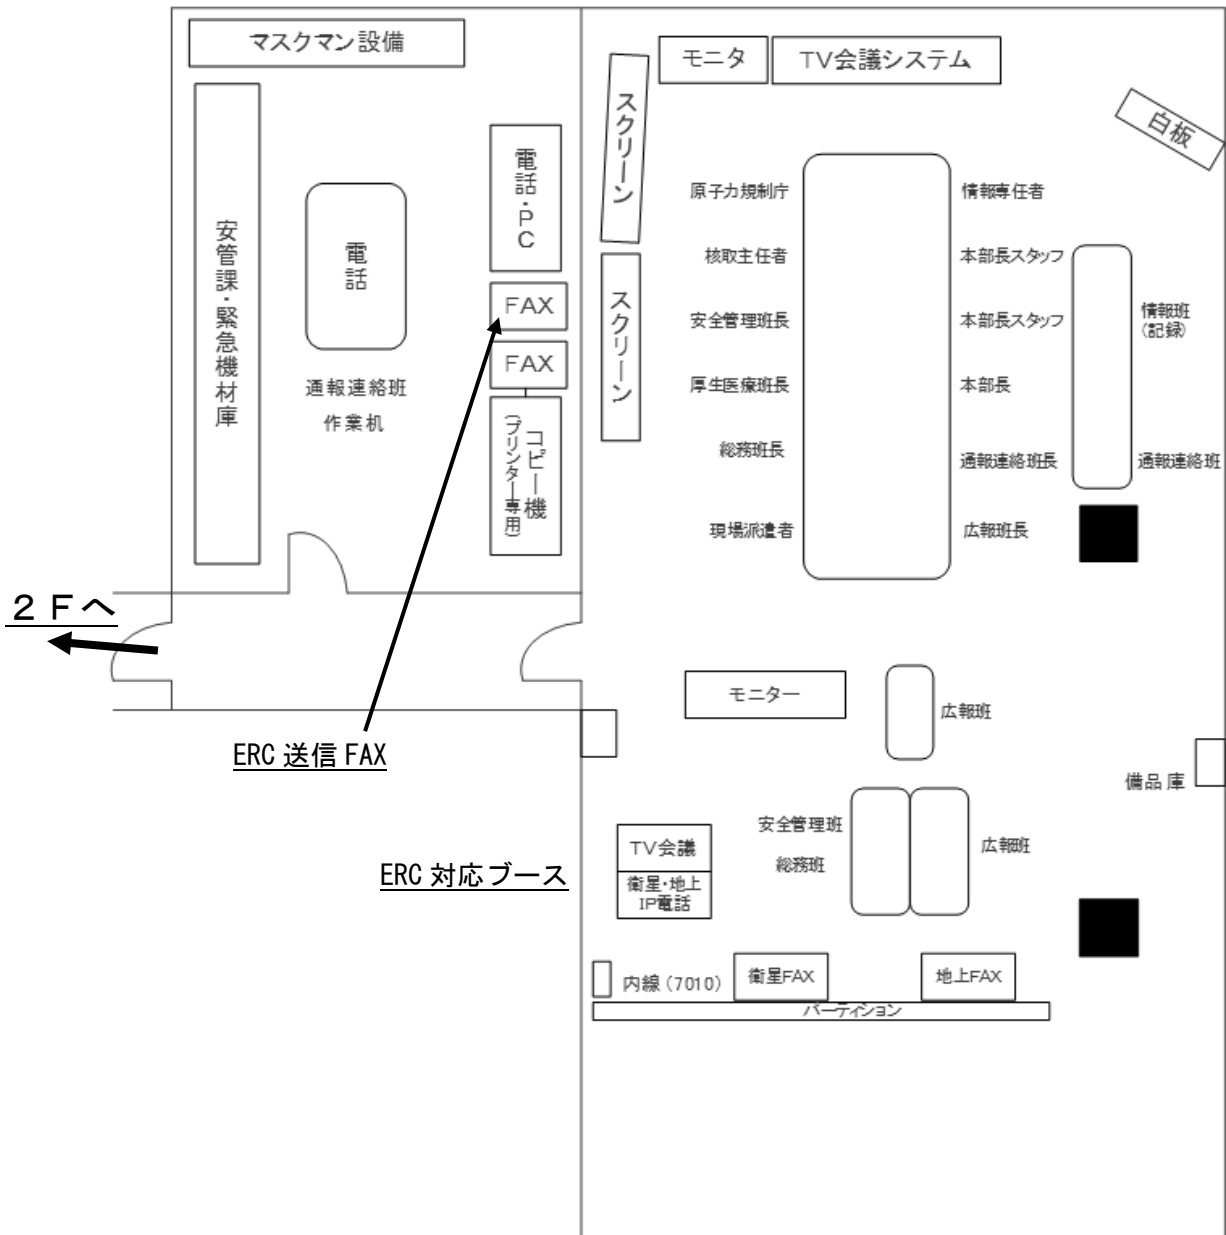 マスクマン設備
安管課・緊急機材庫
電話
通報連絡班
作業机
電話・PC
FAX
FAX
コピー機
(プリンター専用)
2Fへ
ERC 送信 FAX
ERC 対応ブース
スクリーン
スクリーン
モニタ
TV会議システム
白板
原子力規制庁
情報専任者
核取主任者
本部長スタッフ
安全管理班長
本部長スタッフ
厚生医療班長
本部長
総務班長
通報連絡班長
現場派遣者
広報班長
情報班
(記録)
通報連絡班
モニター
広報班
備品庫
安全管理班
総務班
広報班
TV会議
衛星・地上
IP電話
内線(7010)
衛星FAX
地上FAX
パーティション